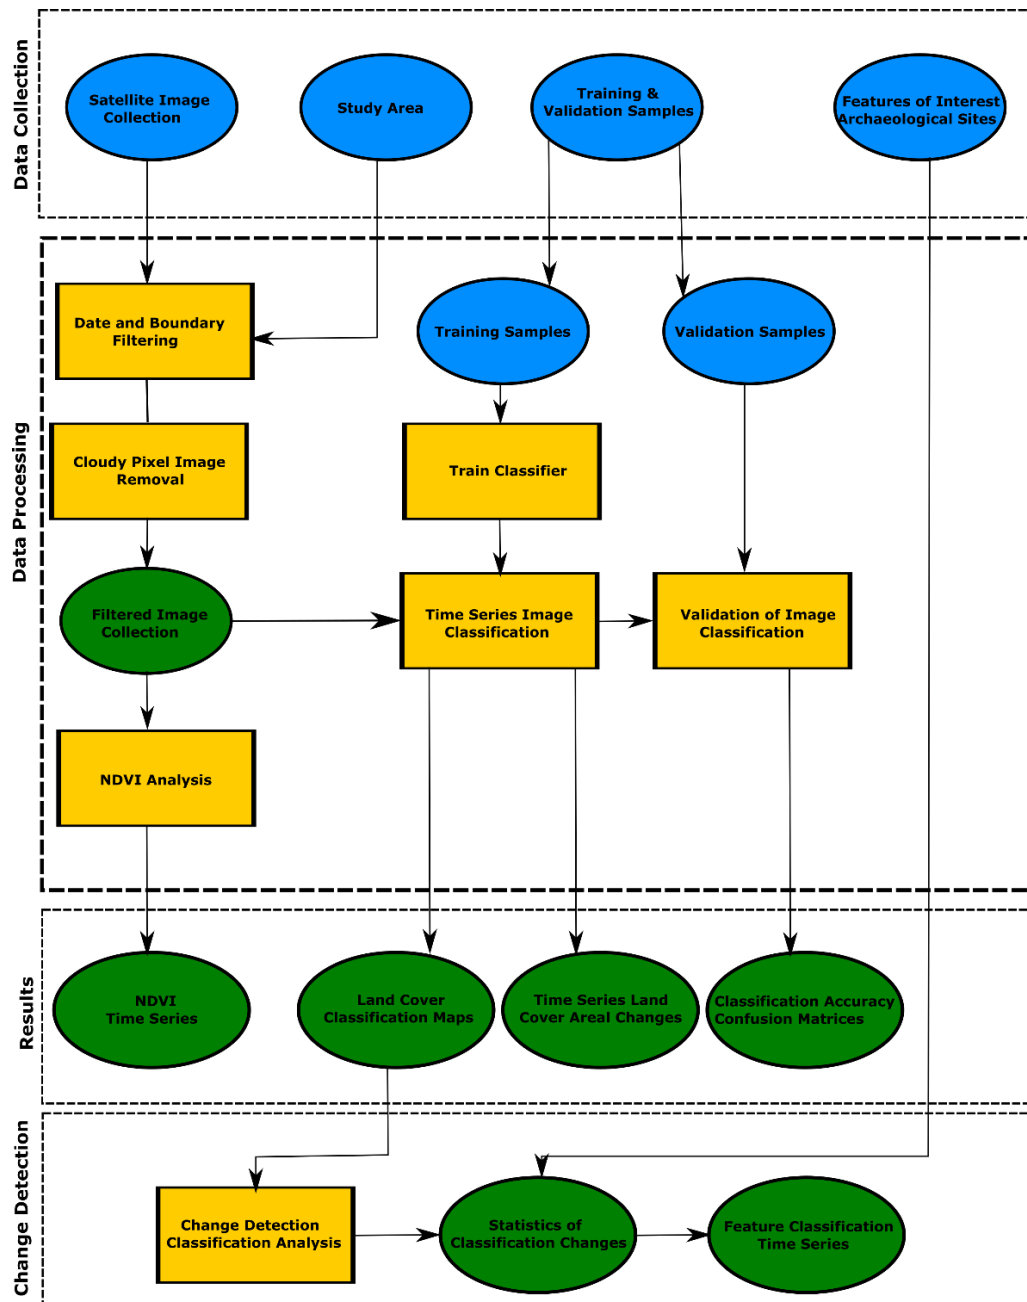 Data Collection
Satellite Image
Collection
Study Area
Training &
Validation Samples
Features of Interest
Archaeological Sites
Data Processing
Date and Boundary
Filtering
Training Samples
Validation Samples
Cloudy Pixel Image
Removal
Train Classifier
Filtered Image
Collection
Time Series Image
Classification
Validation of Image
Classification
NDVI Analysis
Results
NDVI
Time Series
Land Cover
Classification Maps
Time Series Land
Cover Areal Changes
Classification Accuracy
Confusion Matrices
Change Detection
Change Detection
Classification Analysis
Statistics of
Classification Changes
Feature Classification
Time Series